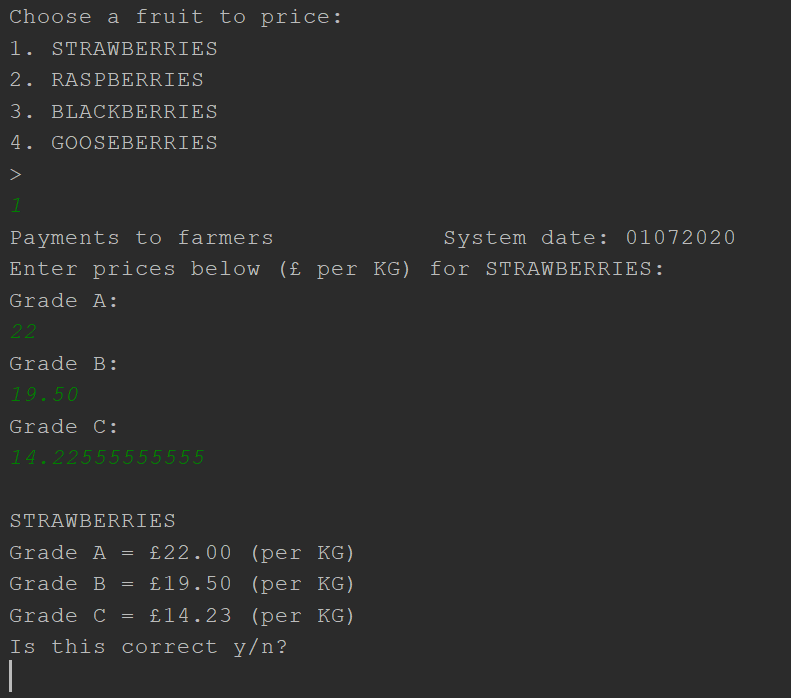 Choose a fruit to price:
1. STRAWBERRIES
2. RASPBERRIES
3. BLACKBERRIES
4. GOOSEBERRIES
>
1
Payments to farmers System date: 01072020
Enter prices below (£ per KG) for STRAWBERRIES:
Grade A:
22
Grade B:
19.50
Grade C:
14.22555555555
STRAWBERRIES
Grade A = £22.00 (per KG)
Grade B = £19.50 (per KG)
Grade C = £14.23 (per KG)
Is this correct y/n?